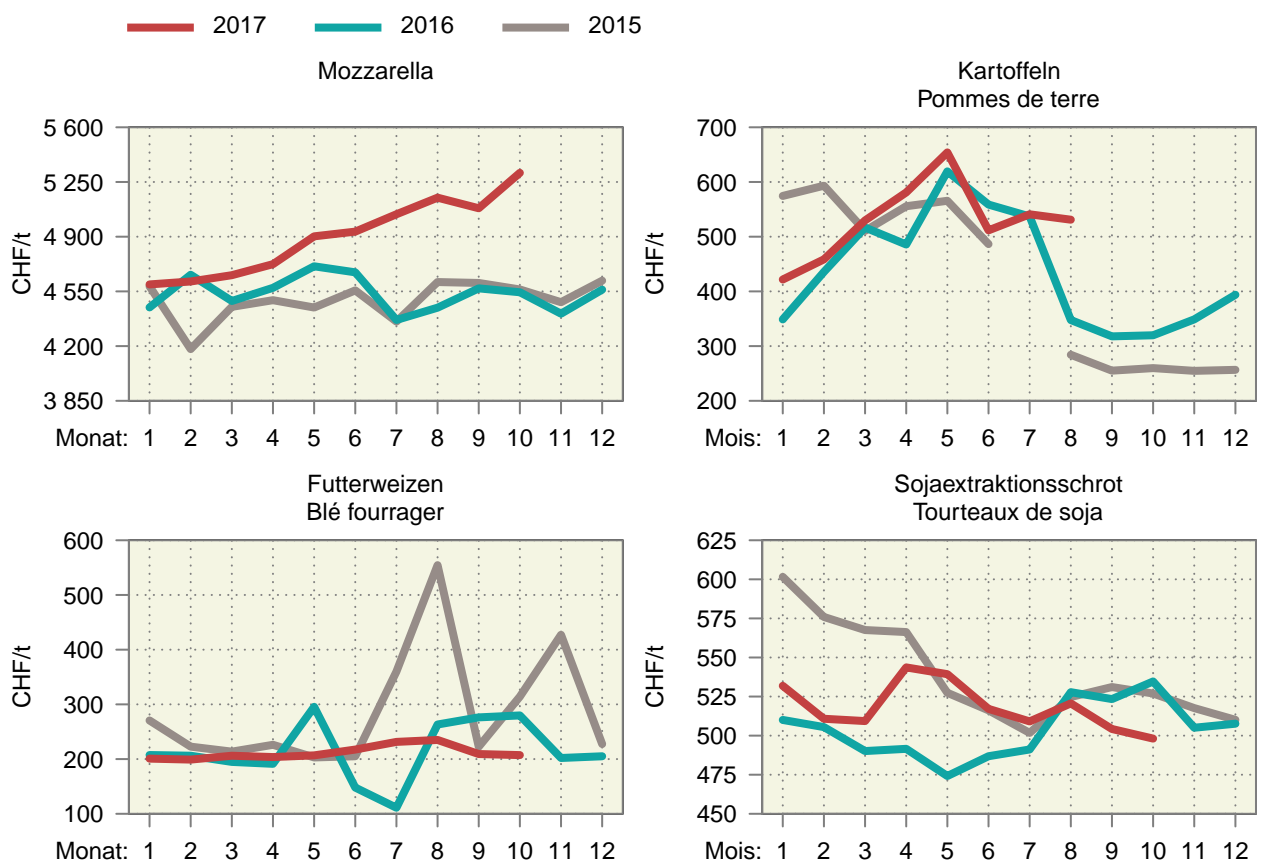 2017 2016 2015
Mozzarella
CHF/t
5 600
5 250
4 900
4 550
4 200
3 850
Monat: 1 2 3 4 5 6 7 8 9 10 11 12
Kartoffeln
Pommes de terre
CHF/t
700
600
500
400
300
200
Mois: 1 2 3 4 5 6 7 8 9 10 11 12
Futterweizen
Blé fourrager
CHF/t
600
500
400
300
200
100
Monat: 1 2 3 4 5 6 7 8 9 10 11 12
Sojaextraktionsschrot
Tourteaux de soja
CHF/t
625
600
575
550
525
500
475
450
Mois: 1 2 3 4 5 6 7 8 9 10 11 12